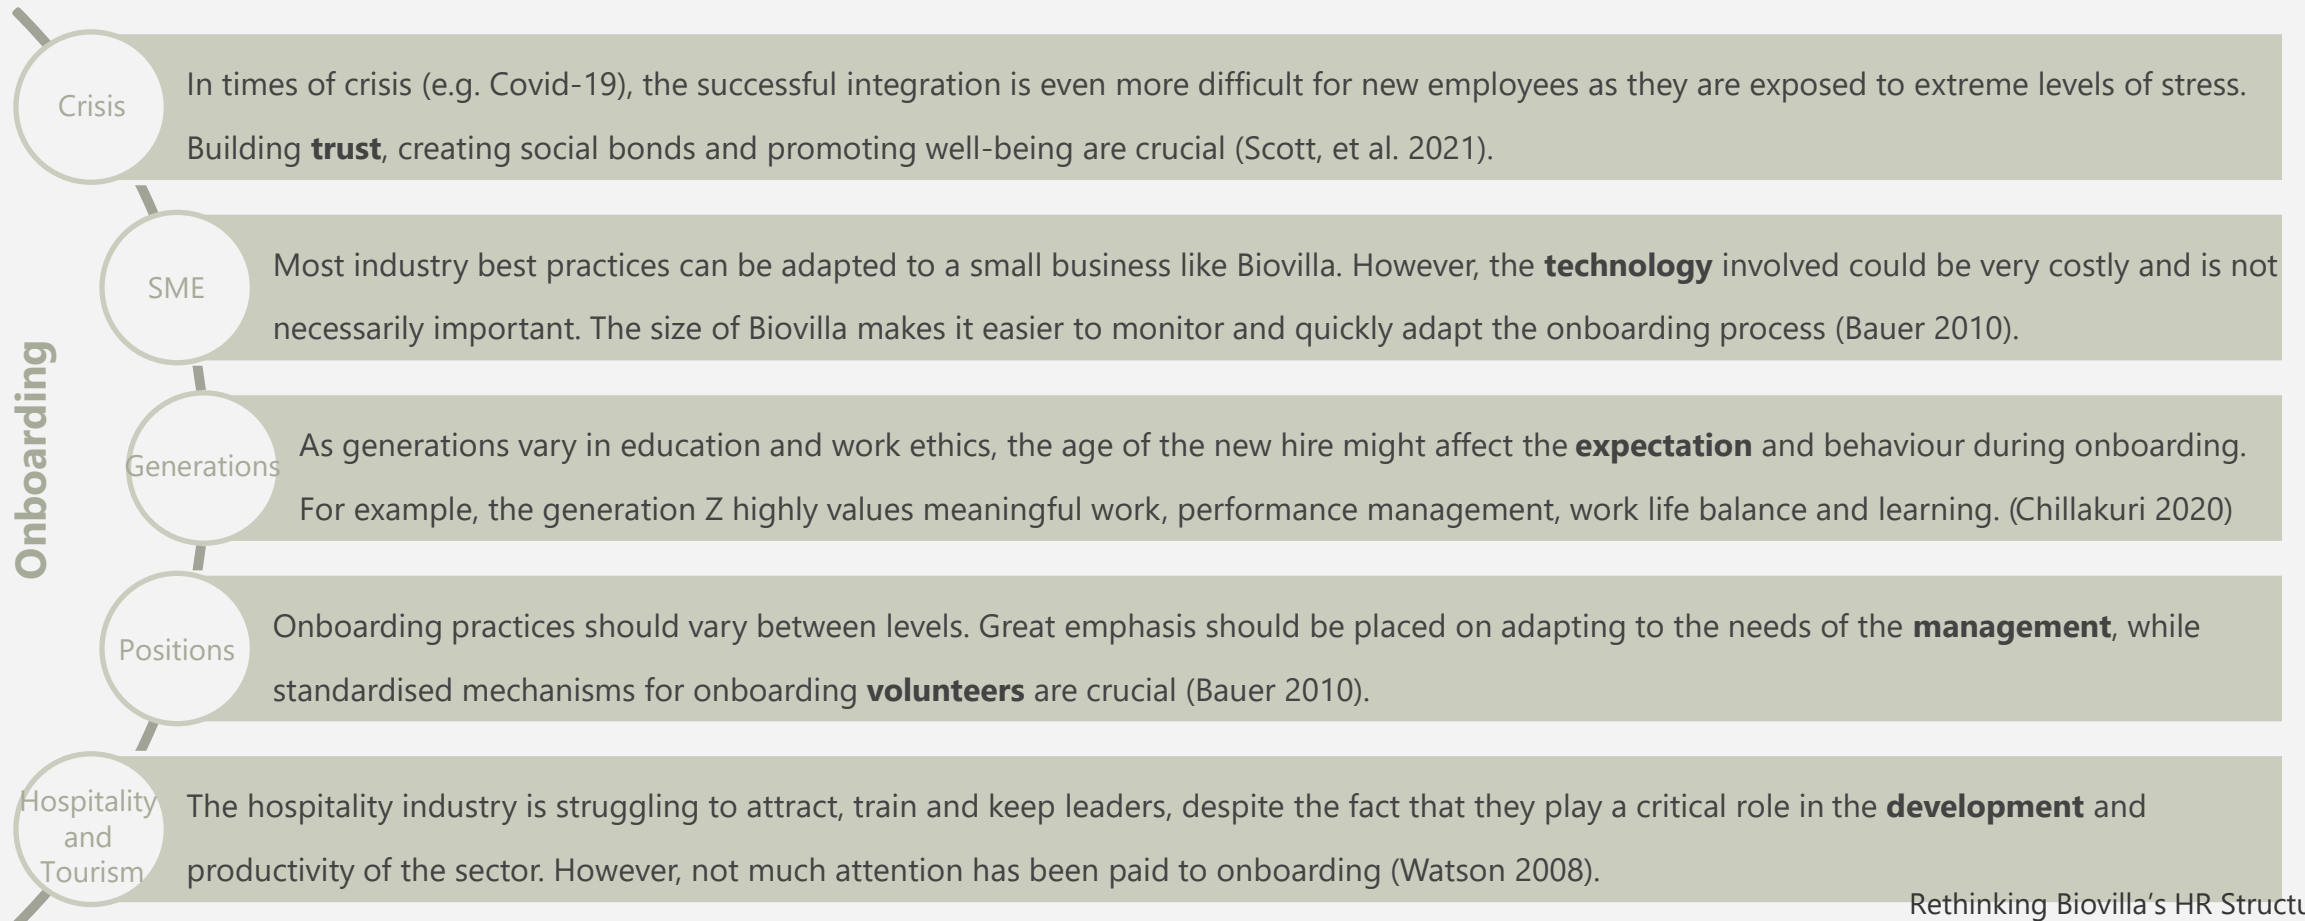 Onboarding
Crisis
In times of crisis (e.g. Covid-19), the successful integration is even more difficult for new employees as they are exposed to extreme levels of stress.
Building trust, creating social bonds and promoting well-being are crucial (Scott, et al. 2021).
SME
Most industry best practices can be adapted to a small business like Biovilla. However, the technology involved could be very costly and is not
necessarily important. The size of Biovilla makes it easier to monitor and quickly adapt the onboarding process (Bauer 2010).
Generations
As generations vary in education and work ethics, the age of the new hire might affect the expectation and behaviour during onboarding.
For example, the generation Z highly values meaningful work, performance management, work life balance and learning. (Chillakuri 2020)
Positions
Onboarding practices should vary between levels. Great emphasis should be placed on adapting to the needs of the management, while
standardised mechanisms for onboarding volunteers are crucial (Bauer 2010).
Hospitality
and
Tourism
The hospitality industry is struggling to attract, train and keep leaders, despite the fact that they play a critical role in the development and
productivity of the sector. However, not much attention has been paid to onboarding (Watson 2008).
Rethinking Biovilla's HR Structu